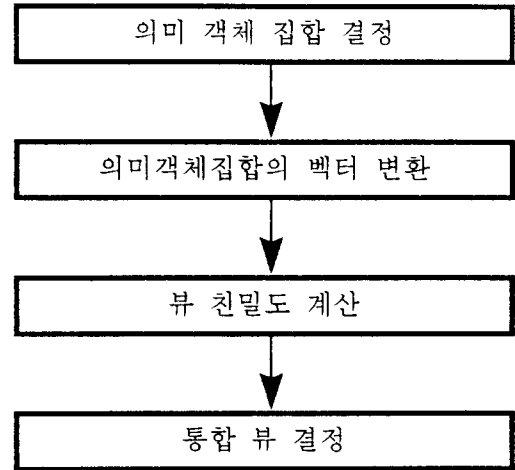 의미 객체 집합 결정
의미객체집합의 벡터 변환
뷰 친밀도 계산
통합 뷰 결정